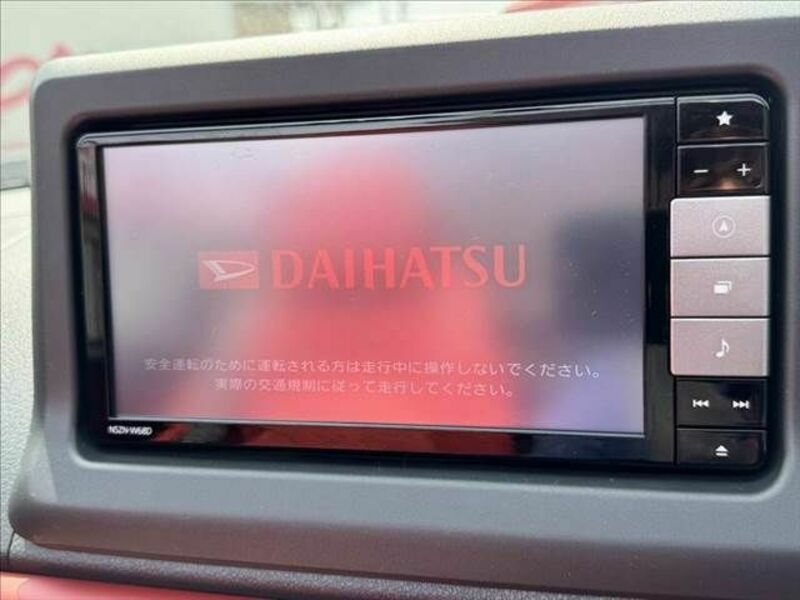 DAIHATSU
安全運転のために運転される方は走行中に操作しないでください。
実際の交通規制に従って走行してください。
NSZN-W68D